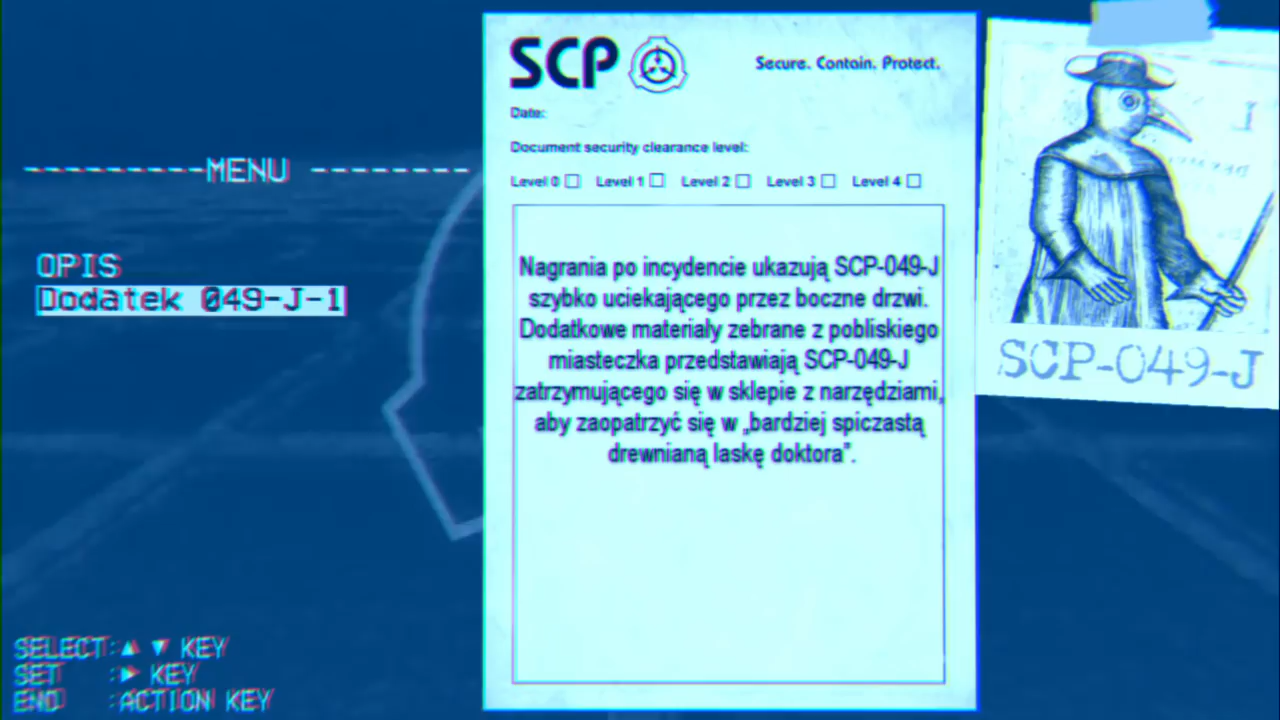 ---------MENU --------
OPIS
Dodatek 049-J-1
SELECT:▲ ▼ KEY
SET :► KEY
END :ACTION KEY
SCP
Secure. Contain. Protect.
Date:
Document security clearance level:
Level 0 ☐ Level 1 ☐ Level 2 ☐ Level 3 ☐ Level 4 ☐
Nagrania po incydencie ukazują SCP-049-J
szybko uciekającego przez boczne drzwi.
Dodatkowe materiały zebrane z pobliskiego
miasteczka przedstawiają SCP-049-J
zatrzymującego się w sklepie z narzędziami,
aby zaopatrzyć się w „bardziej spiczastą
drewnianą laskę doktora”.
SCP-049-J